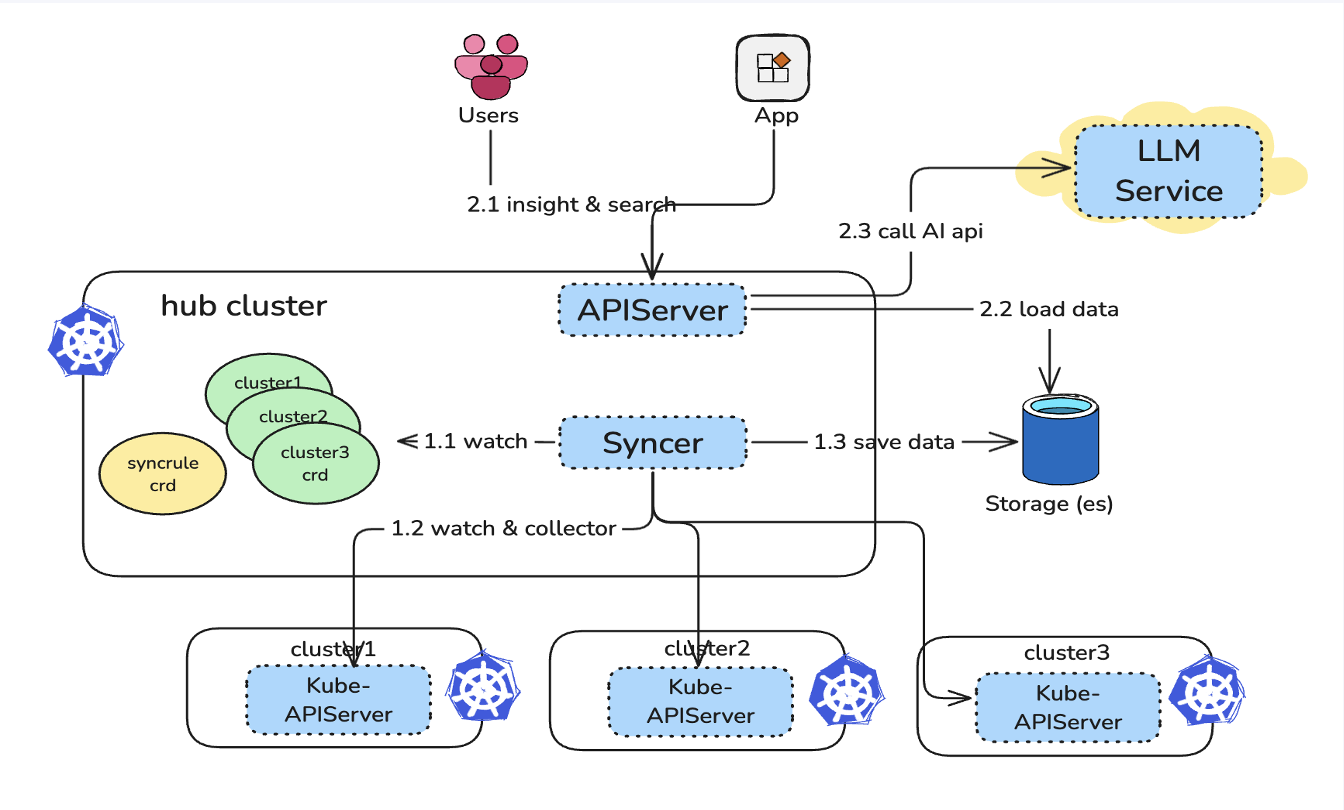 Users
App
LLM
Service
2.1 insight & search
2.3 call AI api
hub cluster
APIServer
2.2 load data
cluster1
cluster2
cluster3
crd
syncrule
crd
1.1 watch
Syncer
1.3 save data
Storage (es)
1.2 watch & collector
cluster1
Kube-
APIServer
cluster2
Kube-
APIServer
cluster3
Kube-
APIServer